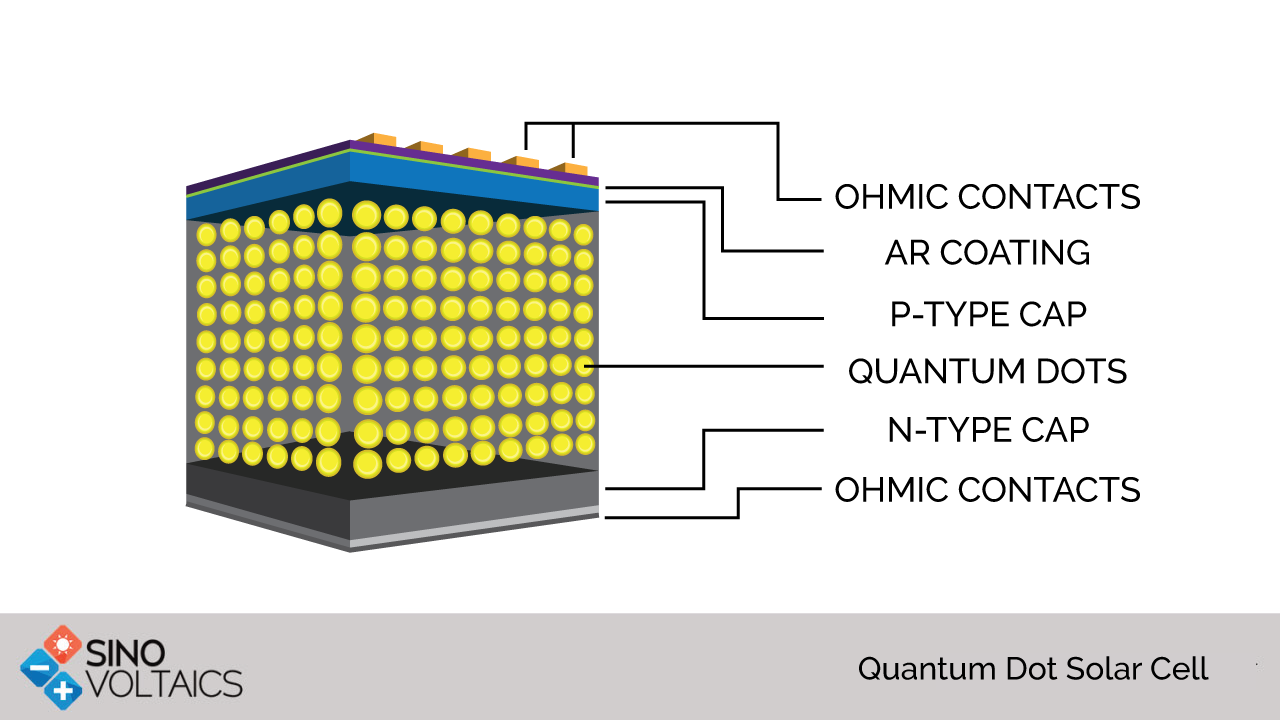 OHMIC CONTACTS
AR COATING
P-TYPE CAP
QUANTUM DOTS
N-TYPE CAP
OHMIC CONTACTS
SINO
VOLTAICS
Quantum Dot Solar Cell